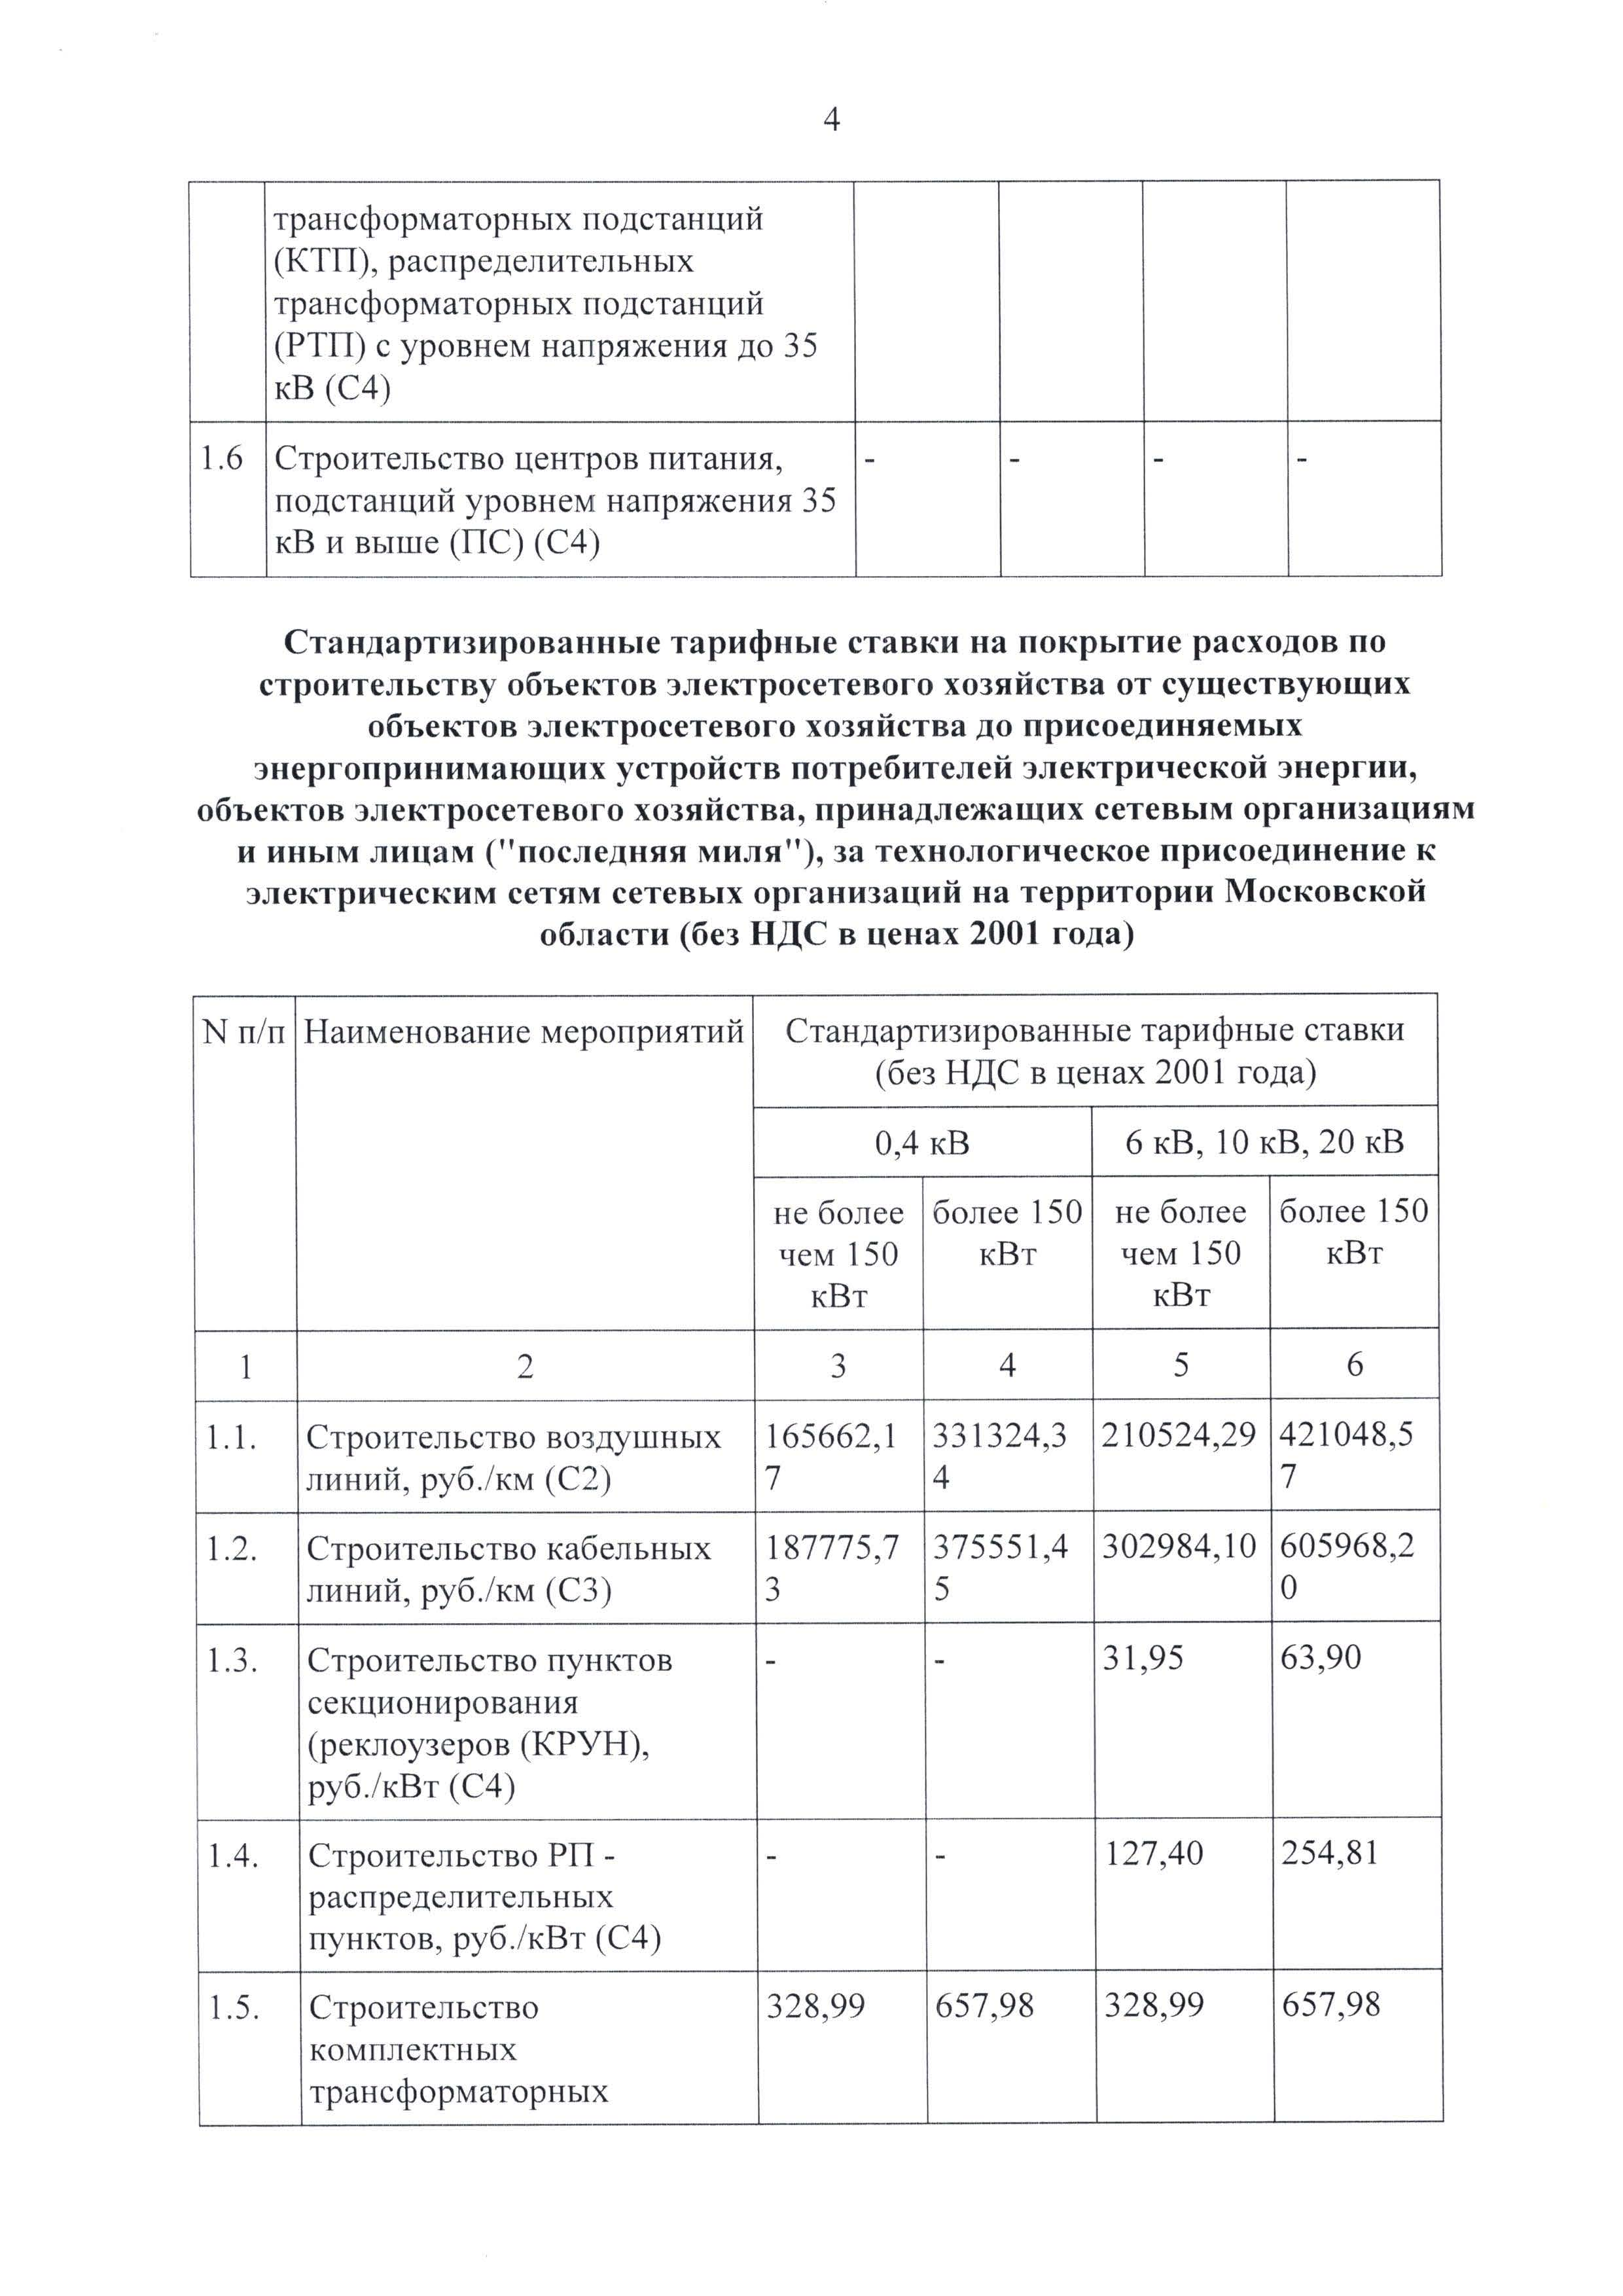 4
трансформаторных подстанций
(КТП), распределительных
трансформаторных подстанций
(РТП) с уровнем напряжения до 35
кВ (С4)
1.6 Строительство центров питания, - - - -
подстанций уровнем напряжения 35
кВ и выше (ПС) (С4)
Стандартизированные тарифные ставки на покрытие расходов по
строительству объектов электросетевого хозяйства от существующих
объектов электросетевого хозяйства до присоединяемых
энергопринимающих устройств потребителей электрической энергии,
объектов электросетевого хозяйства, принадлежащих сетевым организациям
и иным лицам ("последняя миля"), за технологическое присоединение к
электрическим сетям сетевых организаций на территории Московской
области (без НДС в ценах 2001 года)
N п/п Наименование мероприятий Стандартизированные тарифные ставки
(без НДС в ценах 2001 года)
0,4 кВ 6 кВ, 10 кВ, 20 кВ
не более более 150 не более более 150
чем 150 кВт чем 150 кВт
кВт кВт
1 2 3 4 5 6
1.1. Строительство воздушных 165662,1 331324,3 210524,29 421048,5
линий, руб./км (С2) 7 4 7
1.2. Строительство кабельных 187775,7 375551,4 302984,10 605968,2
линий, руб./км (С3) 3 5 0
1.3. Строительство пунктов - - 31,95 63,90
секционирования
(реклоузеров (КРУН),
руб./кВт (С4)
1.4. Строительство РП - - - 127,40 254,81
распределительных
пунктов, руб./кВт (С4)
1.5. Строительство 328,99 657,98 328,99 657,98
комплектных
трансформаторных